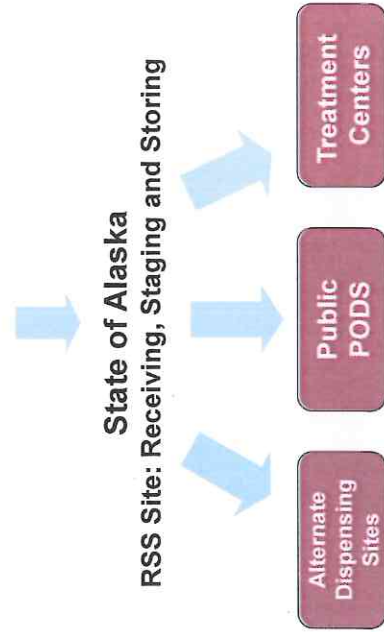 State of Alaska
RSS Site: Receiving, Staging and Storing
Alternate
Dispensing
Sites
Public
PODS
Treatment
Centers